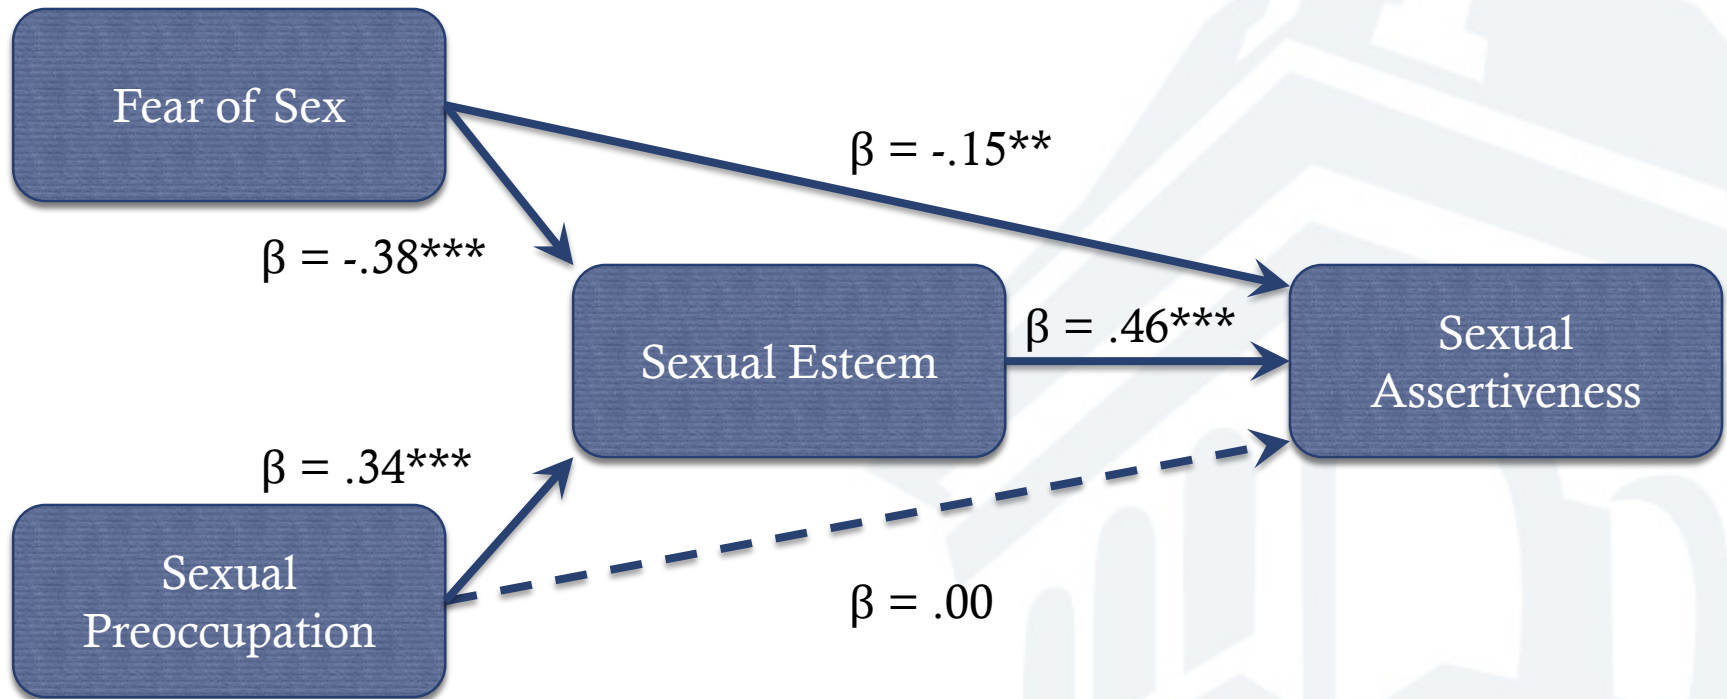 Fear of Sex
β = -.15**
β = -.38***
β = .46***
Sexual Esteem
Sexual
Assertiveness
β = .34***
Sexual
Preoccupation
β = .00